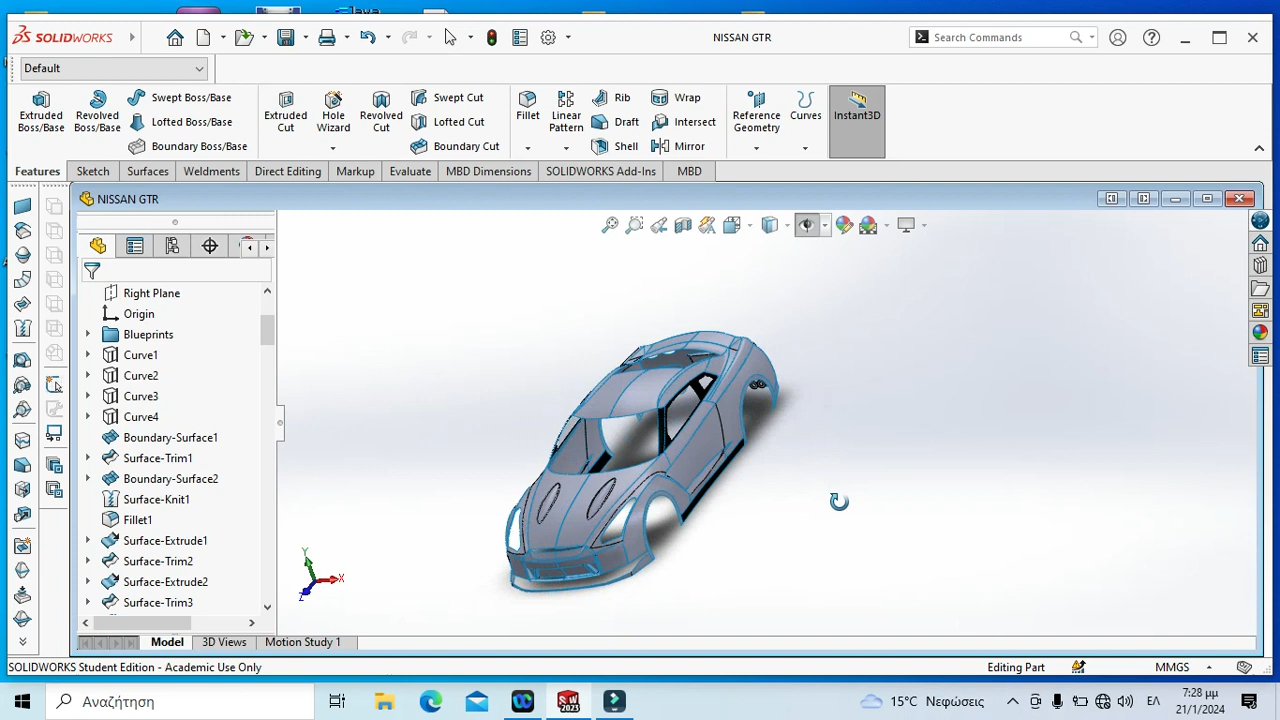 SOLIDWORKS
NISSAN GTR
Search Commands
Default
Extruded Boss/Base
Revolved Boss/Base
Swept Boss/Base
Lofted Boss/Base
Boundary Boss/Base
Extruded Cut
Hole Wizard
Revolved Cut
Swept Cut
Lofted Cut
Boundary Cut
Fillet
Linear Pattern
Rib
Draft
Shell
Wrap
Intersect
Mirror
Reference Geometry
Curves
Instant3D
Features
Sketch
Surfaces
Weldments
Direct Editing
Markup
Evaluate
MBD Dimensions
SOLIDWORKS Add-Ins
MBD
NISSAN GTR
Right Plane
Origin
Blueprints
Curve1
Curve2
Curve3
Curve4
Boundary-Surface1
Surface-Trim1
Boundary-Surface2
Surface-Knit1
Fillet1
Surface-Extrude1
Surface-Trim2
Surface-Extrude2
Surface-Trim3
Y
X
Z
Model
3D Views
Motion Study 1
SOLIDWORKS Student Edition - Academic Use Only
Editing Part
MMGS
Αναζήτηση
SW 2023
15°C Νεφώσεις
ΕΛ
7:28 μμ
21/1/2024